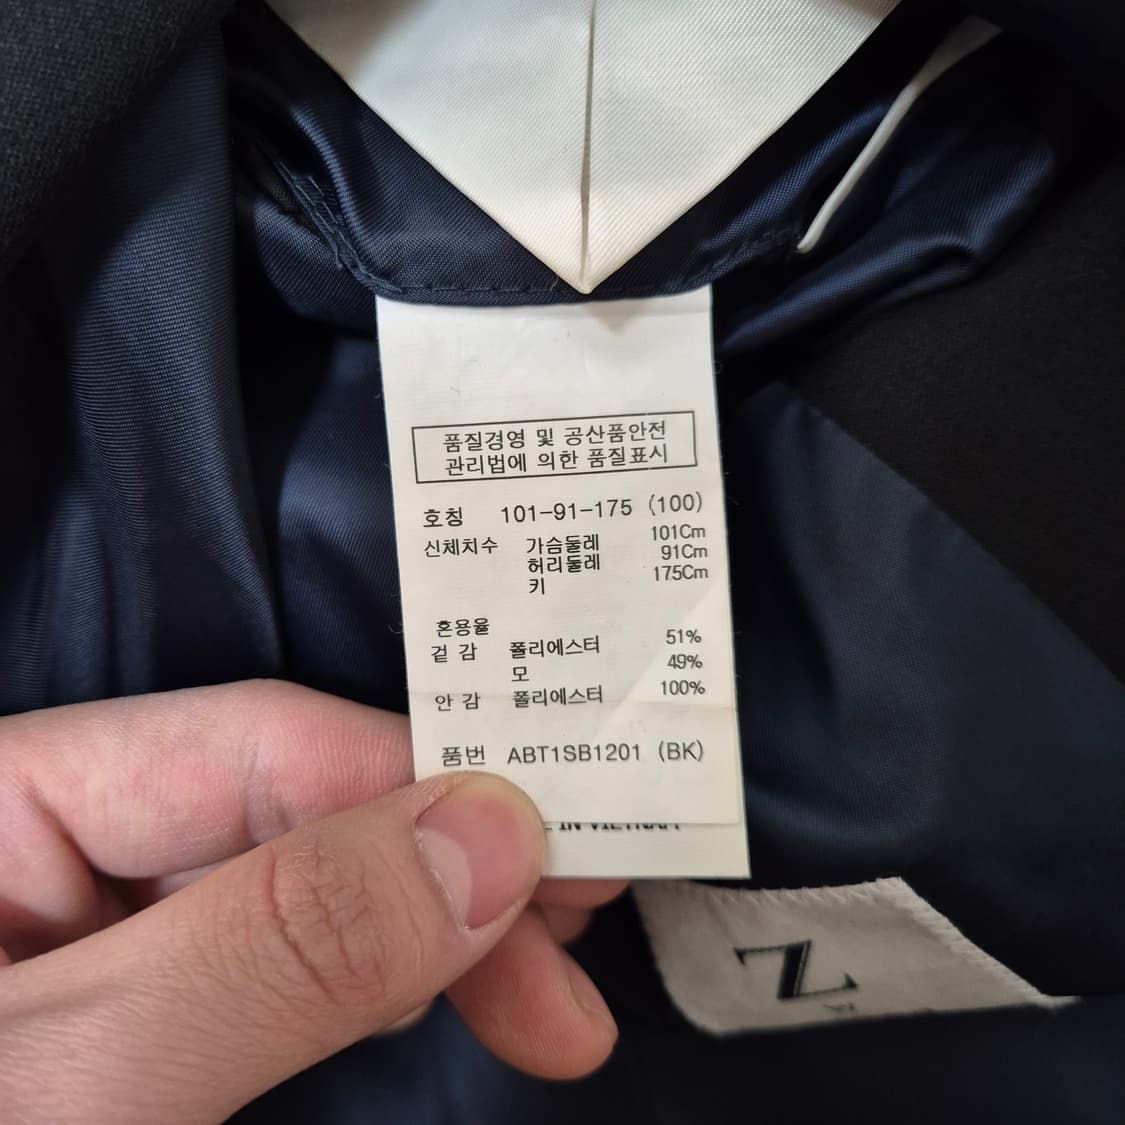 품질경영 및 공산품안전
관리법에 의한 품질표시
호칭 101-91-175 (100)
신체치수 가슴둘레 101Cm
허리둘레 91Cm
키 175Cm
혼용율
겉 감 폴리에스터 51%
모 49%
안 감 폴리에스터 100%
품번 ABT1SB1201 (BK)
Z